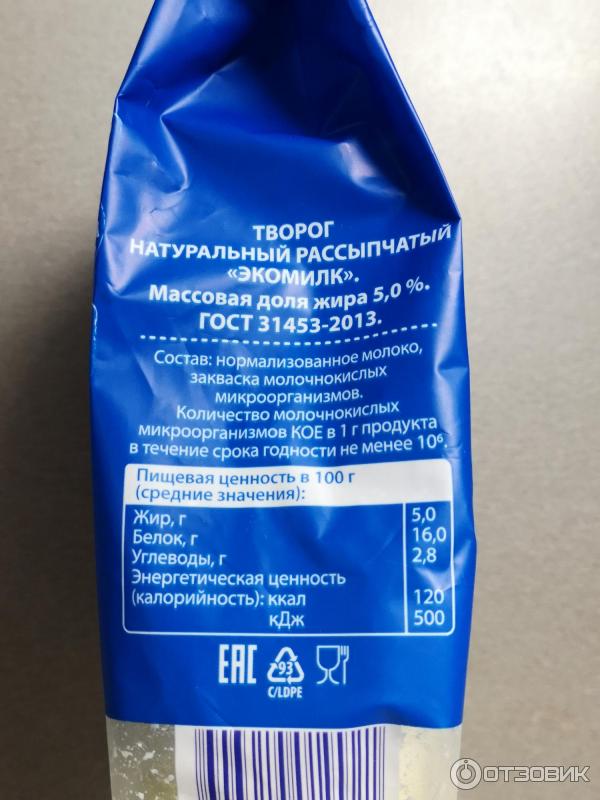 ТВОРОГ
НАТУРАЛЬНЫЙ РАССЫПЧАТЫЙ
«ЭКОМИЛК».
Массовая доля жира 5,0 %.
ГОСТ 31453-2013.
Состав: нормализованное молоко,
закваска молочнокислых
микроорганизмов.
Количество молочнокислых
микроорганизмов КОЕ в 1 г продукта
в течение срока годности не менее 10⁶.
Пищевая ценность в 100 г
(средние значения):
Жир, г 5,0
Белок, г 16,0
Углеводы, г 2,8
Энергетическая ценность
(калорийность): ккал 120
кДж 500
ЕАС 93
C/LDPE
ОТЗОВИК